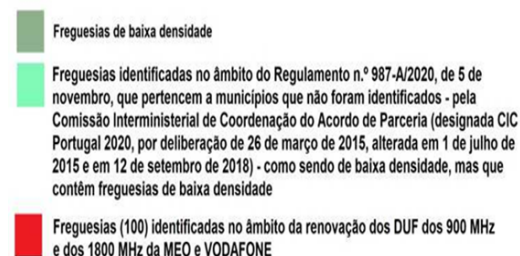 Freguesias de baixa densidade
Freguesias identificadas no âmbito do Regulamento n.º 987-A/2020, de 5 de
novembro, que pertencem a municípios que não foram identificados - pela
Comissão Interministerial de Coordenação do Acordo de Parceria (designada CIC
Portugal 2020, por deliberação de 26 de março de 2015, alterada em 1 de julho de
2015 e em 12 de setembro de 2018) - como sendo de baixa densidade, mas que
contêm freguesias de baixa densidade
Freguesias (100) identificadas no âmbito da renovação dos DUF dos 900 MHz
e dos 1800 MHz da MEO e VODAFONE